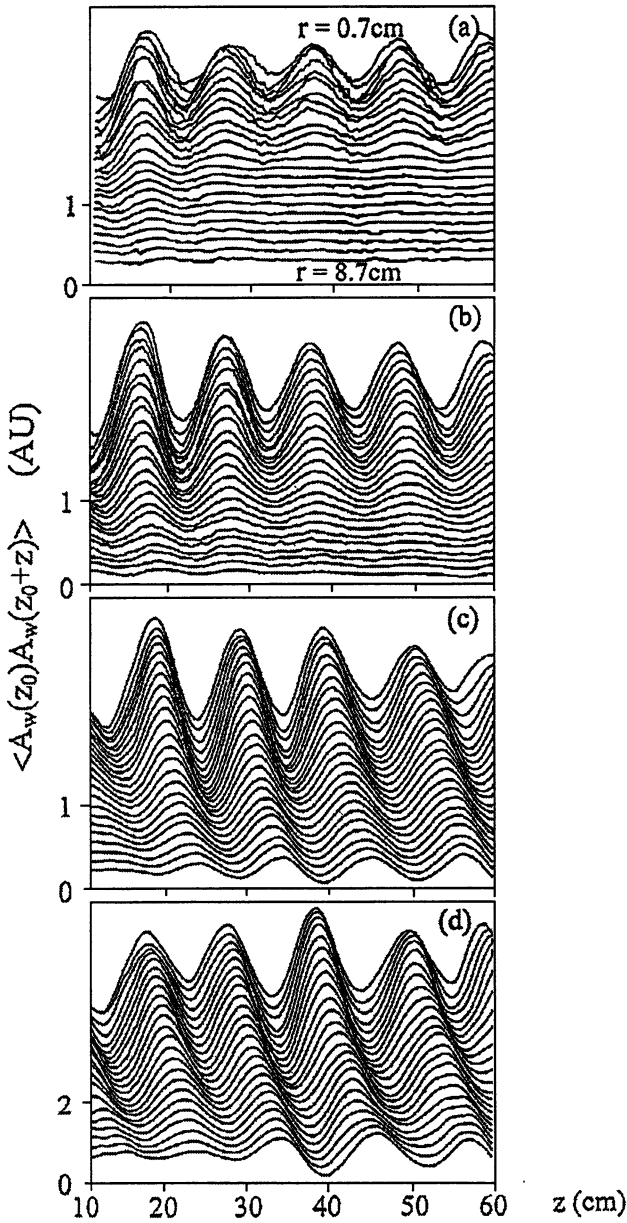 (a)
r = 0.7cm
1
r = 8.7cm
0
(b)
1
0
(c)
1
0
(d)
2
0
10 20 30 40 50 60 z (cm)
<A_w(z_0)A_w(z_0+z)> (AU)